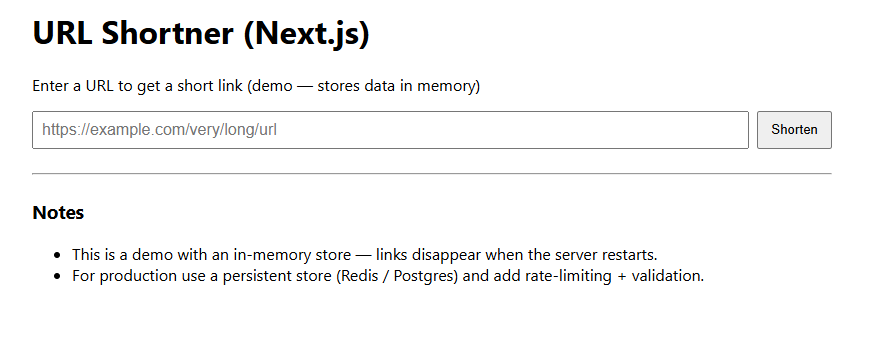 URL Shortner (Next.js)
Enter a URL to get a short link (demo — stores data in memory)
https://example.com/very/long/url
Shorten
Notes
• This is a demo with an in-memory store — links disappear when the server restarts.
• For production use a persistent store (Redis / Postgres) and add rate-limiting + validation.